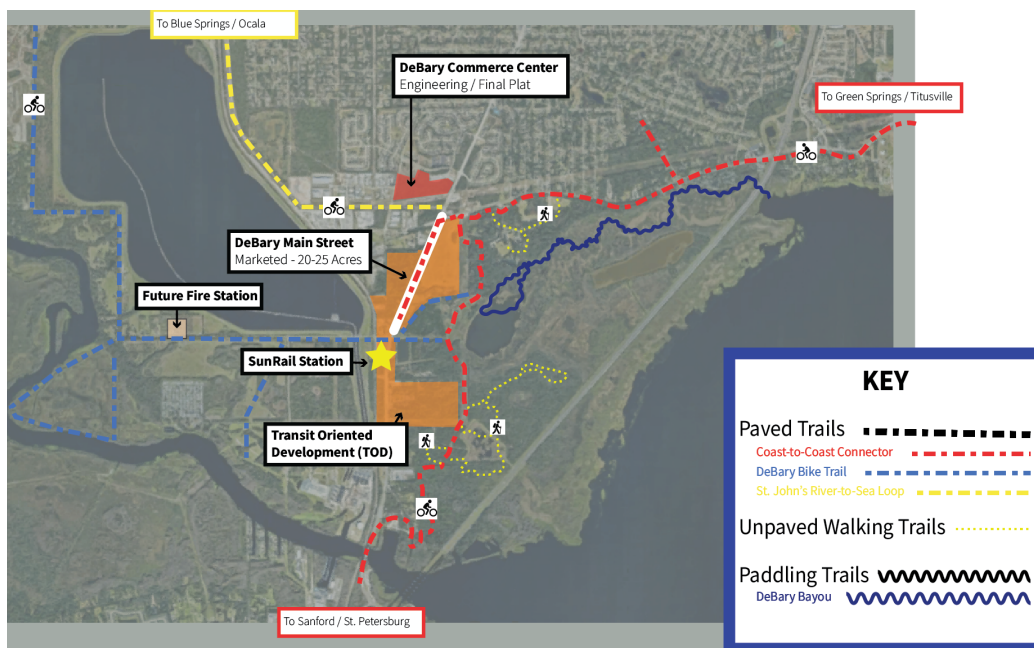 To Blue Springs / Ocala
DeBary Commerce Center
Engineering / Final Plat
To Green Springs / Titusville
DeBary Main Street
Marketed - 20-25 Acres
Future Fire Station
SunRail Station
Transit Oriented
Development (TOD)
To Sanford / St. Petersburg
KEY
Paved Trails
Coast-to-Coast Connector
DeBary Bike Trail
St. John's River-to-Sea Loop
Unpaved Walking Trails
Paddling Trails
DeBary Bayou